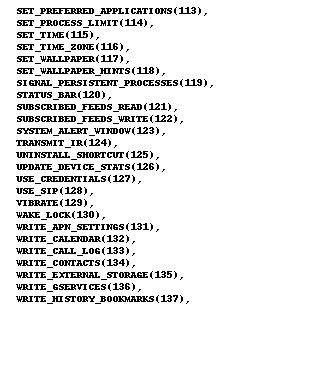 SET_PREFERRED_APPLICATIONS(113),
SET_PROCESS_LIMIT(114),
SET_TIME(115),
SET_TIME_ZONE(116),
SET_WALLPAPER(117),
SET_WALLPAPER_HINTS(118),
SIGNAL_PERSISTENT_PROCESSES(119),
STATUS_BAR(120),
SUBSCRIBED_FEEDS_READ(121),
SUBSCRIBED_FEEDS_WRITE(122),
SYSTEM_ALERT_WINDOW(123),
TRANSMIT_IR(124),
UNINSTALL_SHORTCUT(125),
UPDATE_DEVICE_STATS(126),
USE_CREDENTIALS(127),
USE_SIP(128),
VIBRATE(129),
WAKE_LOCK(130),
WRITE_APN_SETTINGS(131),
WRITE_CALENDAR(132),
WRITE_CALL_LOG(133),
WRITE_CONTACTS(134),
WRITE_EXTERNAL_STORAGE(135),
WRITE_GSERVICES(136),
WRITE_HISTORY_BOOKMARKS(137),